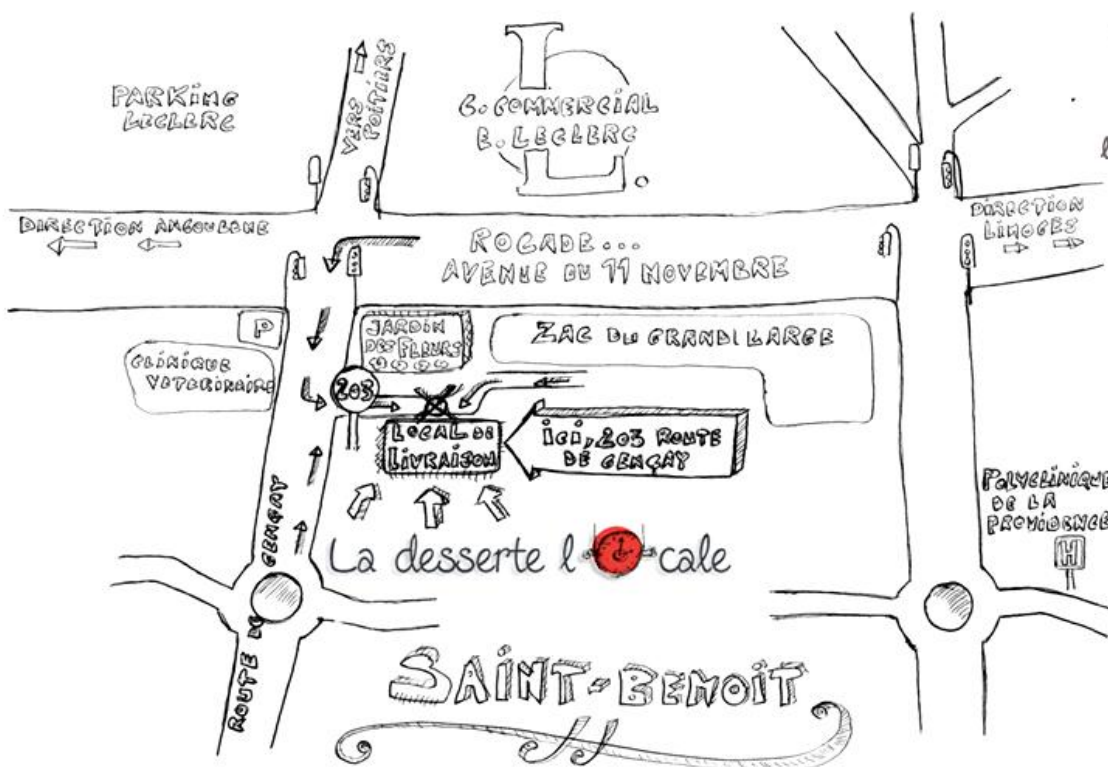 PARKING
LECLERC
VERS
POITIERS
L
C. COMMERCIAL
E. LECLERC
L.
DIRECTION ANGOULEME
ROCADE...
AVENUE DU 11 NOVEMBRE
DIRECTION
LIMOGES
P
CLINIQUE
VETERINAIRE
JARDIN
DES FLEURS
ZAC DU GRAND LARGE
203
LOCAL DE
LIVRAISON
ICI, 203 ROUTE
DE GENÇAY
POLYCLINIQUE
DE LA
PROVIDENCE
H
ROUTE DE GENÇAY
La desserte locale
SAINT-BENOIT